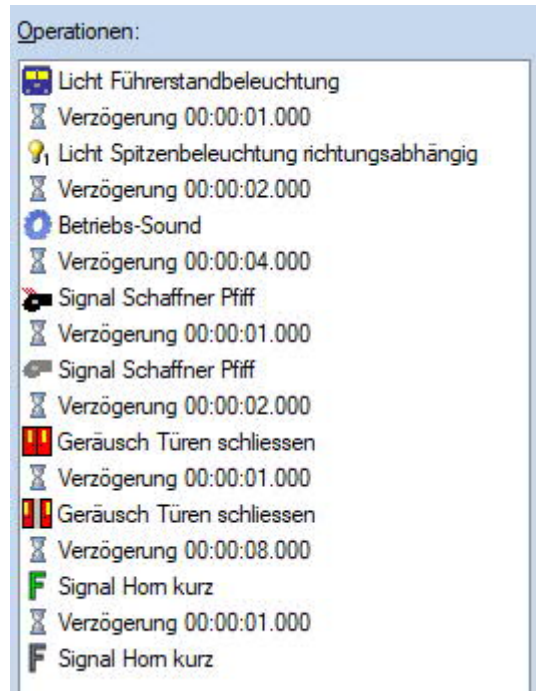 Operationen:
Licht Führerstandbeleuchtung
Verzögerung 00:00:01.000
Licht Spitzenbeleuchtung richtungsabhängig
Verzögerung 00:00:02.000
Betriebs-Sound
Verzögerung 00:00:04.000
Signal Schaffner Pfiff
Verzögerung 00:00:01.000
Signal Schaffner Pfiff
Verzögerung 00:00:02.000
Geräusch Türen schliessen
Verzögerung 00:00:01.000
Geräusch Türen schliessen
Verzögerung 00:00:08.000
F Signal Horn kurz
Verzögerung 00:00:01.000
F Signal Horn kurz